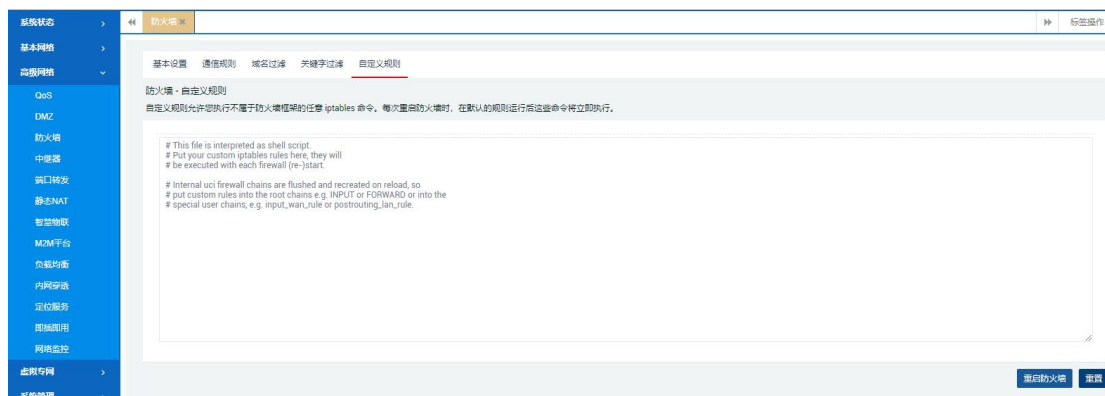 系统状态
基本网络
高级网络
QoS
DMZ
防火墙
中继器
端口转发
静态NAT
智慧物联
M2M平台
负载均衡
内网穿透
定位服务
即插即用
网络监控
虚拟专网
系统管理
防火墙
标签操作
基本设置 通信规则 域名过滤 关键字过滤 自定义规则
防火墙 - 自定义规则
自定义规则允许您执行不属于防火墙框架的任意 iptables 命令。每次重启防火墙时，在默认的规则运行后这些命令将立即执行。
# This file is interpreted as shell script.
# Put your custom iptables rules here, they will
# be executed with each firewall (re-)start.
# Internal uci firewall chains are flushed and recreated on reload, so
# put custom rules into the root chains e.g. INPUT or FORWARD or into the
# special user chains, e.g. input_wan_rule or postrouting_lan_rule.
重启防火墙 重置